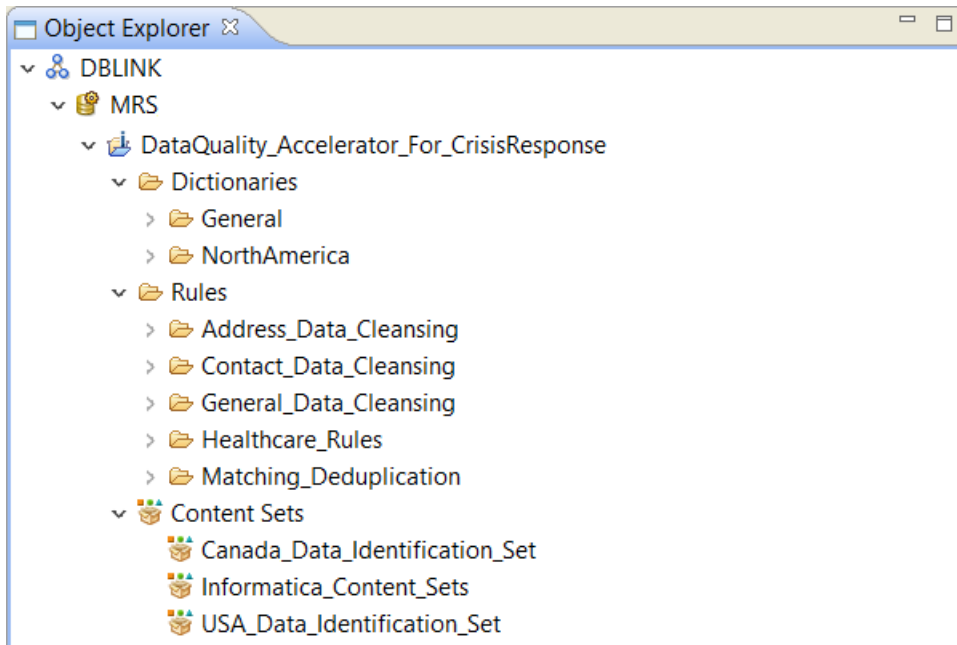 Object Explorer
DBLINK
MRS
DataQuality_Accelerator_For_CrisisResponse
Dictionaries
General
NorthAmerica
Rules
Address_Data_Cleansing
Contact_Data_Cleansing
General_Data_Cleansing
Healthcare_Rules
Matching_Deduplication
Content Sets
Canada_Data_Identification_Set
Informatica_Content_Sets
USA_Data_Identification_Set